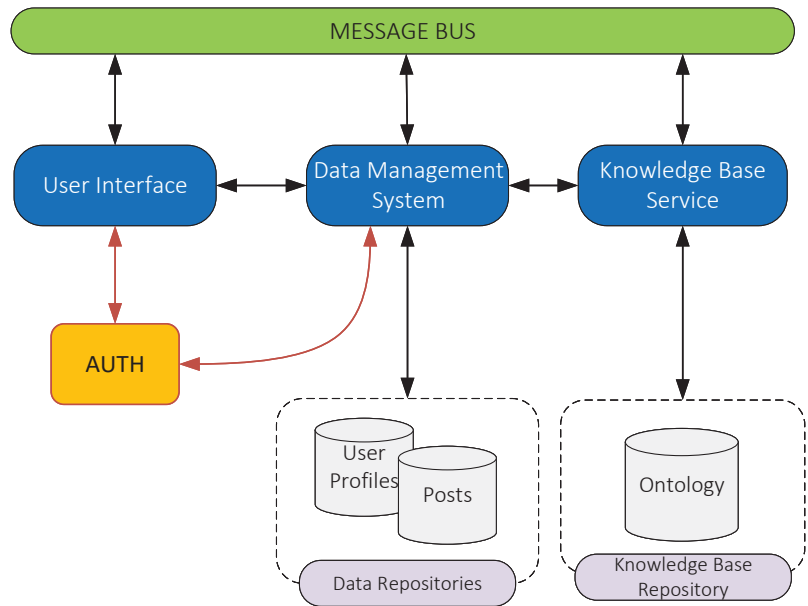 MESSAGE BUS
User Interface
Data Management
System
Knowledge Base
Service
AUTH
User
Profiles
Posts
Ontology
Data Repositories
Knowledge Base
Repository